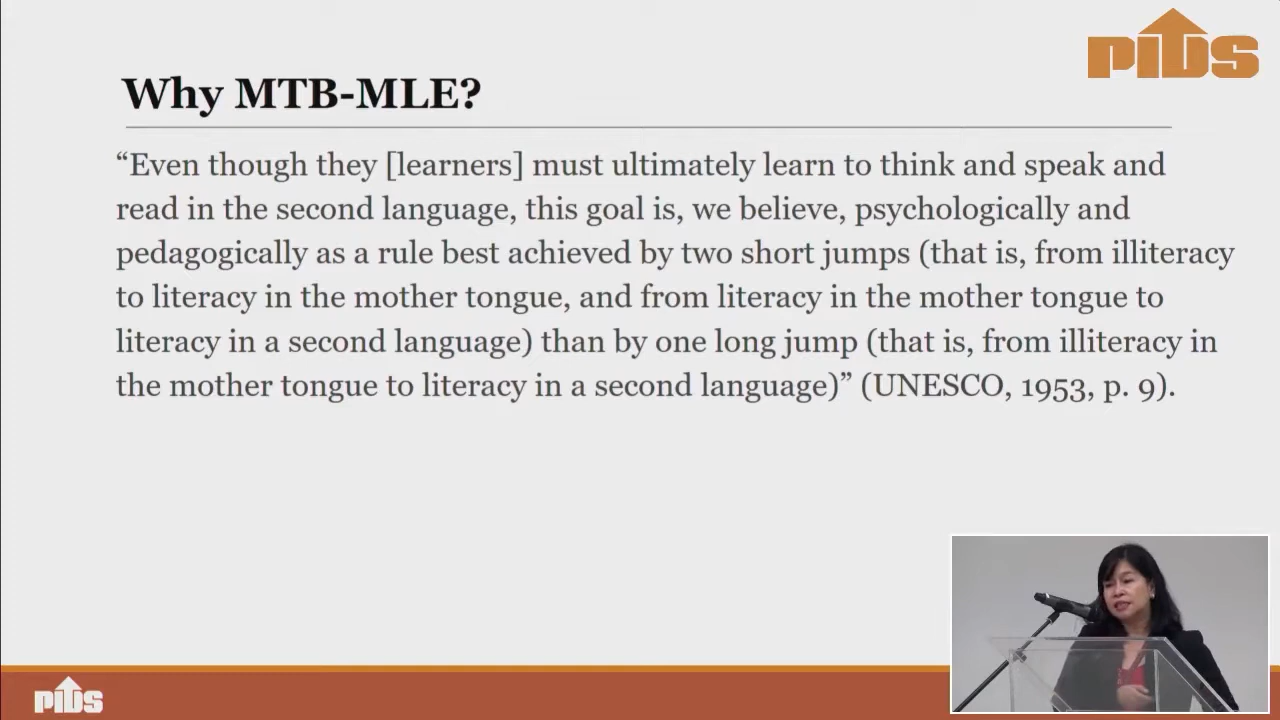 PIDS
Why MTB-MLE?
“Even though they [learners] must ultimately learn to think and speak and
read in the second language, this goal is, we believe, psychologically and
pedagogically as a rule best achieved by two short jumps (that is, from illiteracy
to literacy in the mother tongue, and from literacy in the mother tongue to
literacy in a second language) than by one long jump (that is, from illiteracy in
the mother tongue to literacy in a second language)” (UNESCO, 1953, p. 9).
PIDS